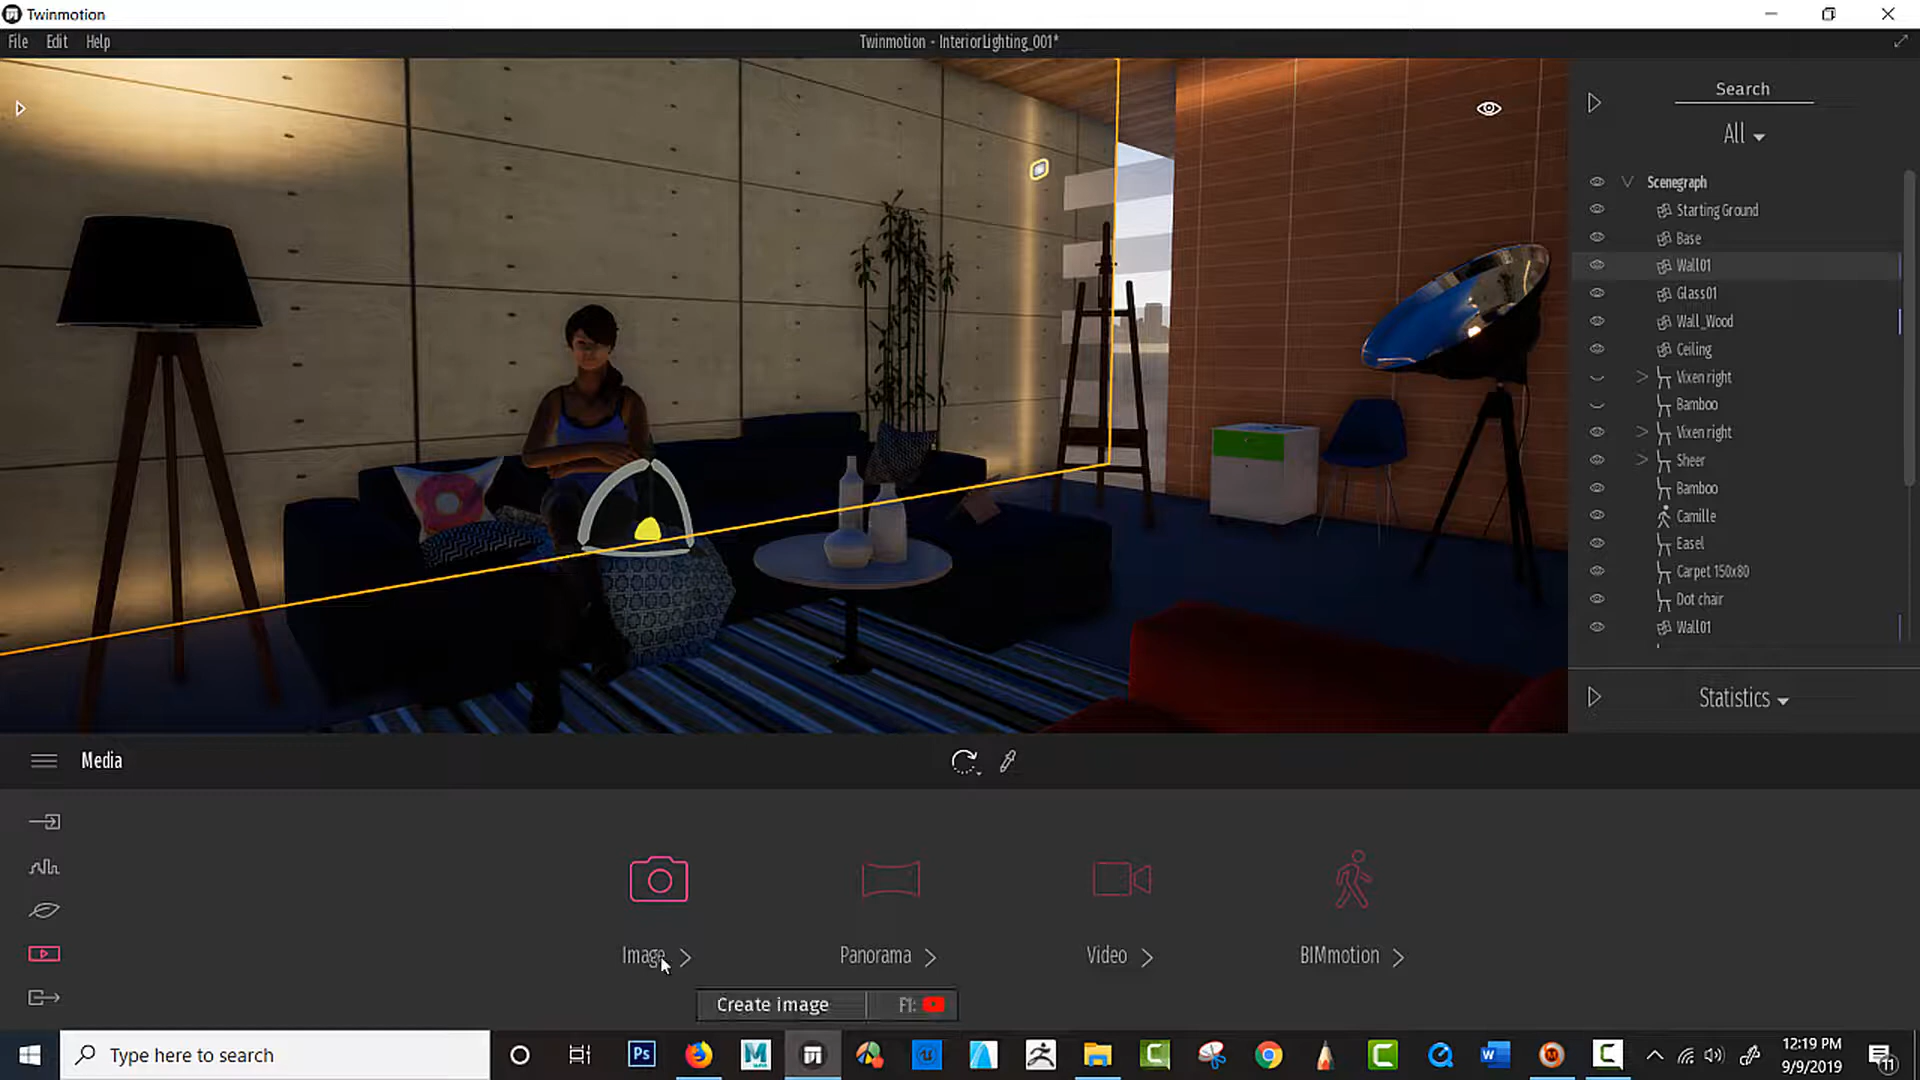 Twinmotion
File Edit Help
Twinmotion - InteriorLighting_001*
Search
All
Scenegraph
Starting Ground
Base
Wall01
Glass01
Wall_Wood
Ceiling
Vixen right
Bamboo
Vixen right
Sheer
Bamboo
Camille
Easel
Carpet 150x80
Dot chair
Wall01
Statistics
Media
Image
Panorama
Video
BIMmotion
Create image F1:
Type here to search
Ps
12:19 PM
9/9/2019
11